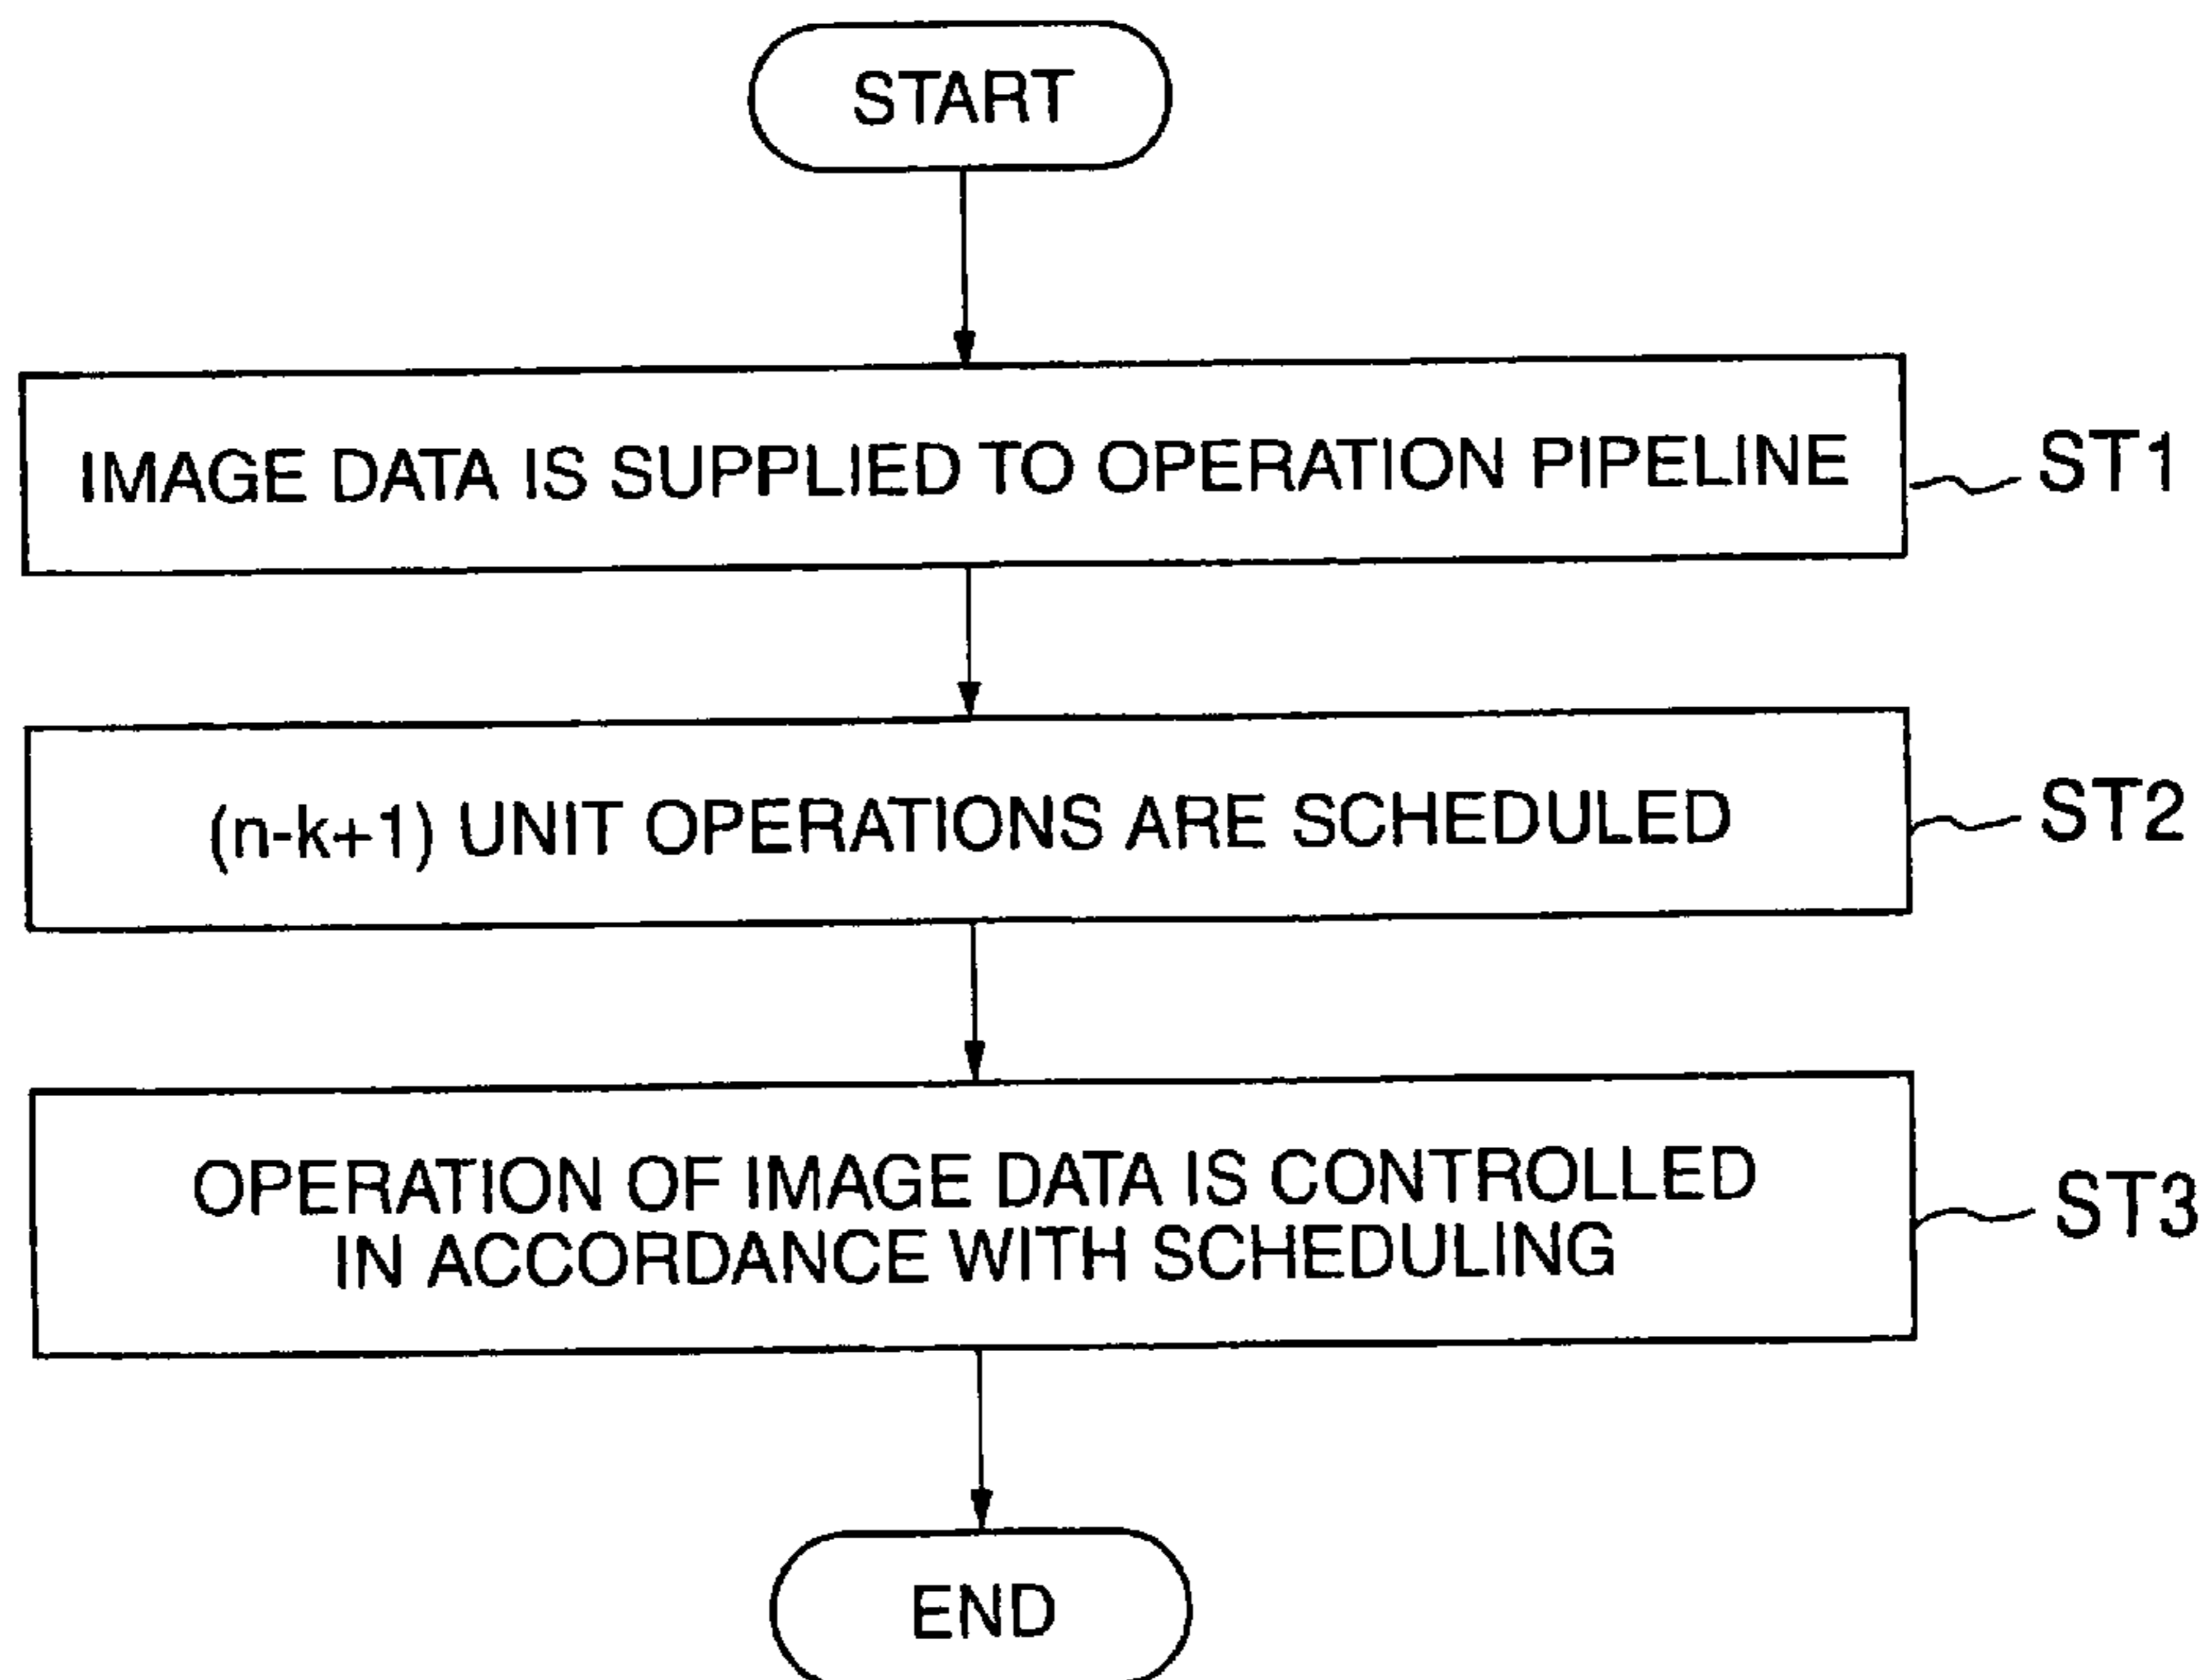 START
IMAGE DATA IS SUPPLIED TO OPERATION PIPELINE
ST1
(n-k+1) UNIT OPERATIONS ARE SCHEDULED
ST2
OPERATION OF IMAGE DATA IS CONTROLLED
IN ACCORDANCE WITH SCHEDULING
ST3
END